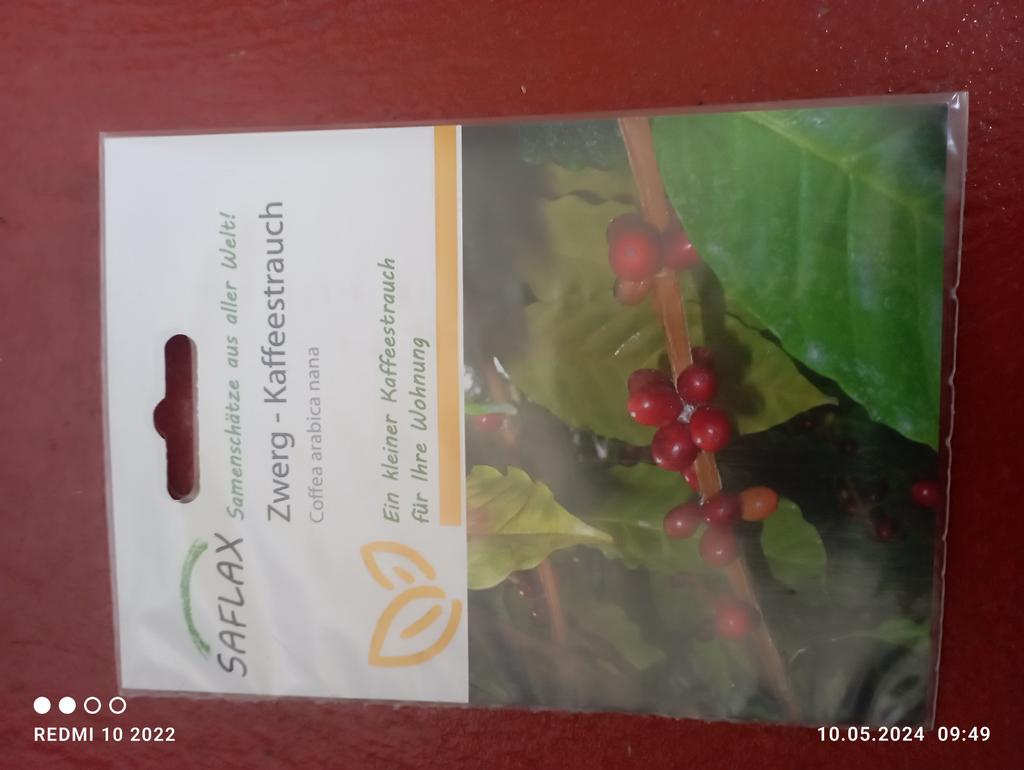 SAFLAX
Samenschätze aus aller Welt!
Zwerg - Kaffeestrauch
Coffea arabica nana
Ein kleiner Kaffeestrauch
für Ihre Wohnung
REDMI 10 2022
10.05.2024 09:49